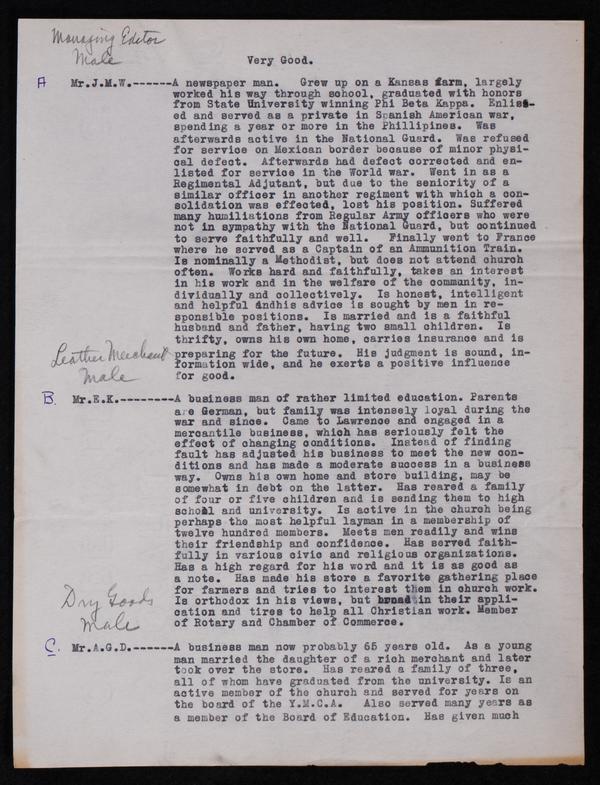 Managing Editor
Male
Very Good.
A Mr.J.M.W.------A newspaper man. Grew up on a Kansas farm, largely
worked his way through school, graduated with honors
from State University winning Phi Beta Kappa. Enlist-
ed and served as a private in Spanish American war,
spending a year or more in the Phillipines. Was
afterwards active in the National Guard. Was refused
for service on Mexican border because of minor physi-
cal defect. Afterwards had defect corrected and en-
listed for service in the World war. Went in as a
Regimental Adjutant, but due to the seniority of a
similar officer in another regiment with which a con-
solidation was effected, lost his position. Suffered
many humiliations from Regular Army officers who were
not in sympathy with the National Guard, but continued
to serve faithfully and well. Finally went to France
where he served as a Captain of an Ammunition Train.
Is nominally a Methodist, but does not attend church
often. Works hard and faithfully, takes an interest
in his work and in the welfare of the community, in-
dividually and collectively. Is honest, intelligent
and helpful andhis advice is sought by men in re-
sponsible positions. Is married and is a faithful
husband and father, having two small children. Is
thrifty, owns his own home, carries insurance and is
Leather Merchant
preparing for the future. His judgment is sound, in-
formation wide, and he exerts a positive influence
Male
for good.
B. Mr.E.K.---------A business man of rather limited education. Parents
are German, but family was intensely loyal during the
war and since. Came to Lawrence and engaged in a
mercantile business, which has seriously felt the
effect of changing conditions. Instead of finding
fault has adjusted his business to meet the new con-
ditions and has made a moderate success in a business
way. Owns his own home and store building, may be
somewhat in debt on the latter. Has reared a family
of four or five children and is sending them to high
school and university. Is active in the church being
perhaps the most helpful layman in a membership of
twelve hundred members. Meets men readily and wins
their friendship and confidence. Has served faith-
fully in various civic and religious organizations.
Has a high regard for his word and it is as good as
a note. Has made his store a favorite gathering place
Dry Goods
for farmers and tries to interest them in church work.
Is orthodox in his views, but broad in their appli-
Male
cation and tires to help all Christian work. Member
of Rotary and Chamber of Commerce.
C. Mr.A.G.D.-------A business man now probably 65 years old. As a young
man married the daughter of a rich merchant and later
took over the store. Has reared a family of three,
all of whom have graduated from the university. Is an
active member of the church and served for years on
the board of the Y.M.C.A. Also served many years as
a member of the Board of Education. Has given much